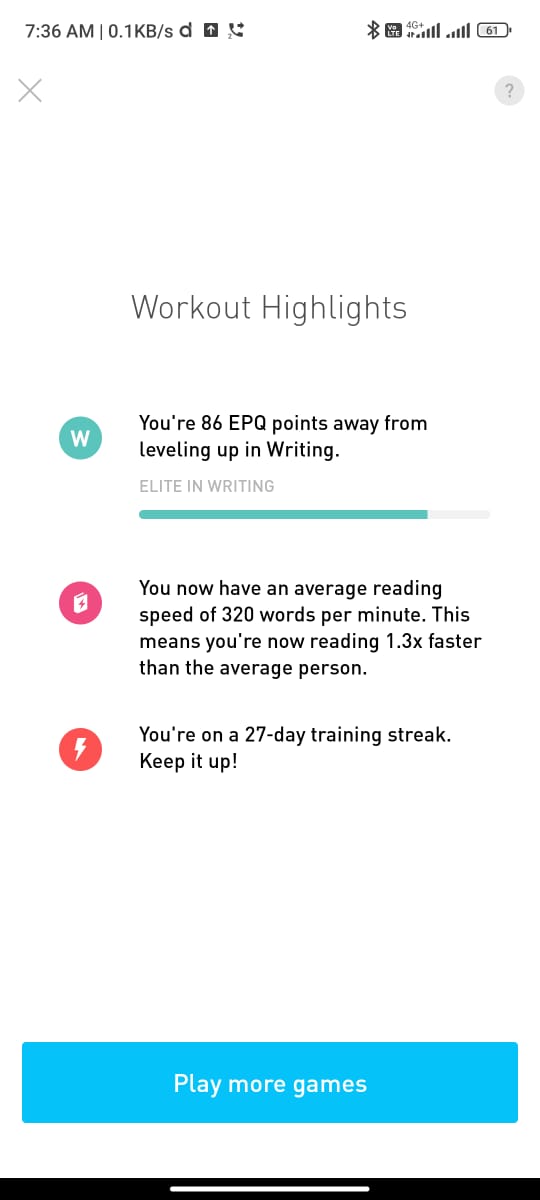 7:36 AM | 0.1KB/s d
2
Vo LTE 4G+ 61
?
Workout Highlights
W
You're 86 EPQ points away from
leveling up in Writing.
ELITE IN WRITING
You now have an average reading
speed of 320 words per minute. This
means you're now reading 1.3x faster
than the average person.
You're on a 27-day training streak.
Keep it up!
Play more games